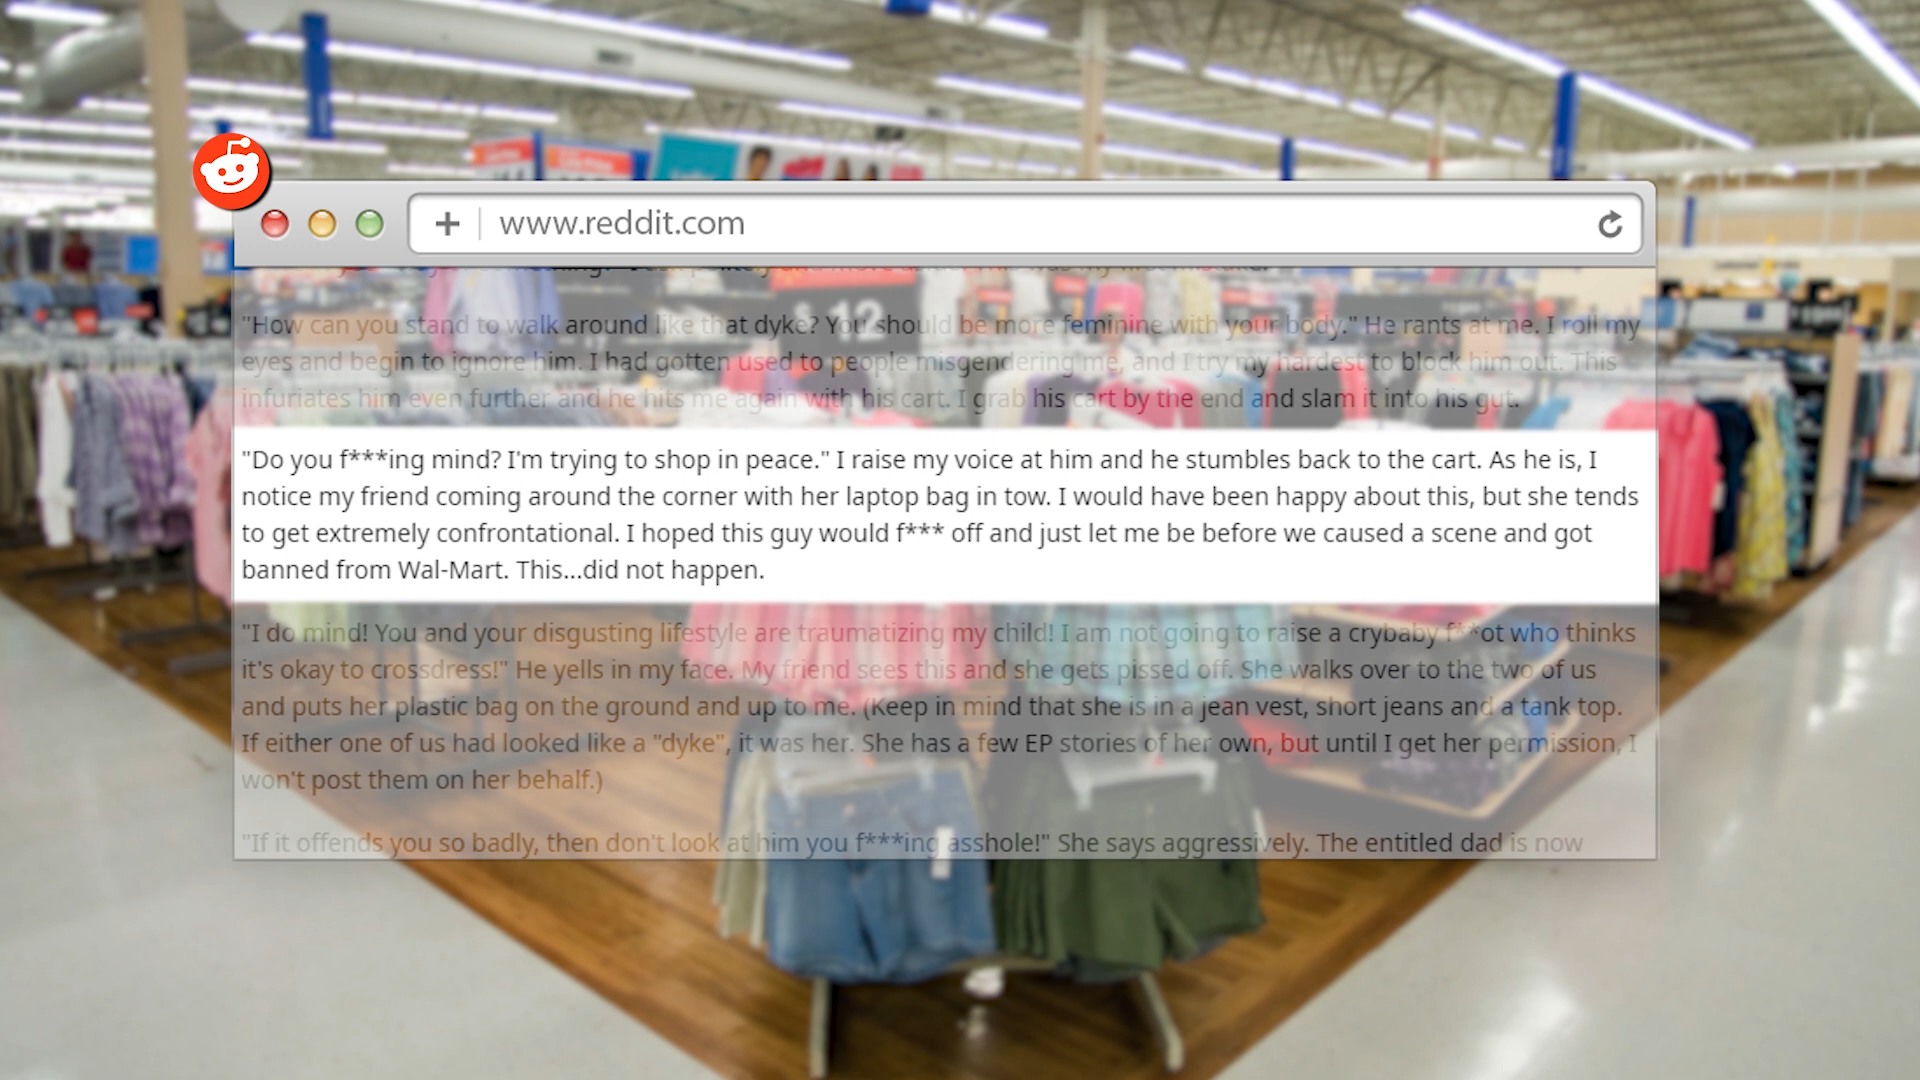 www.reddit.com
"How can you stand to walk around like that dyke? You should be more feminine with your body." He rants at me. I roll my
eyes and begin to ignore him. I had gotten used to people misgendering me, and I try my hardest to block him out. This
infuriates him even further and he hits me again with his cart. I grab his cart by the end and slam it into his gut.
$12
"Do you f***ing mind? I'm trying to shop in peace." I raise my voice at him and he stumbles back to the cart. As he is, I
notice my friend coming around the corner with her laptop bag in tow. I would have been happy about this, but she tends
to get extremely confrontational. I hoped this guy would f*** off and just let me be before we caused a scene and got
banned from Wal-Mart. This...did not happen.
"I do mind! You and your disgusting lifestyle are traumatizing my child! I am not going to raise a crybaby f**ot who thinks
it's okay to crossdress!" He yells in my face. My friend sees this and she gets pissed off. She walks over to the two of us
and puts her plastic bag on the ground and up to me. (Keep in mind that she is in a jean vest, short jeans and a tank top.
If either one of us had looked like a "dyke", it was her. She has a few EP stories of her own, but until I get her permission, I
won't post them on her behalf.)
"If it offends you so badly, then don't look at him you f***ing asshole!" She says aggressively. The entitled dad is now